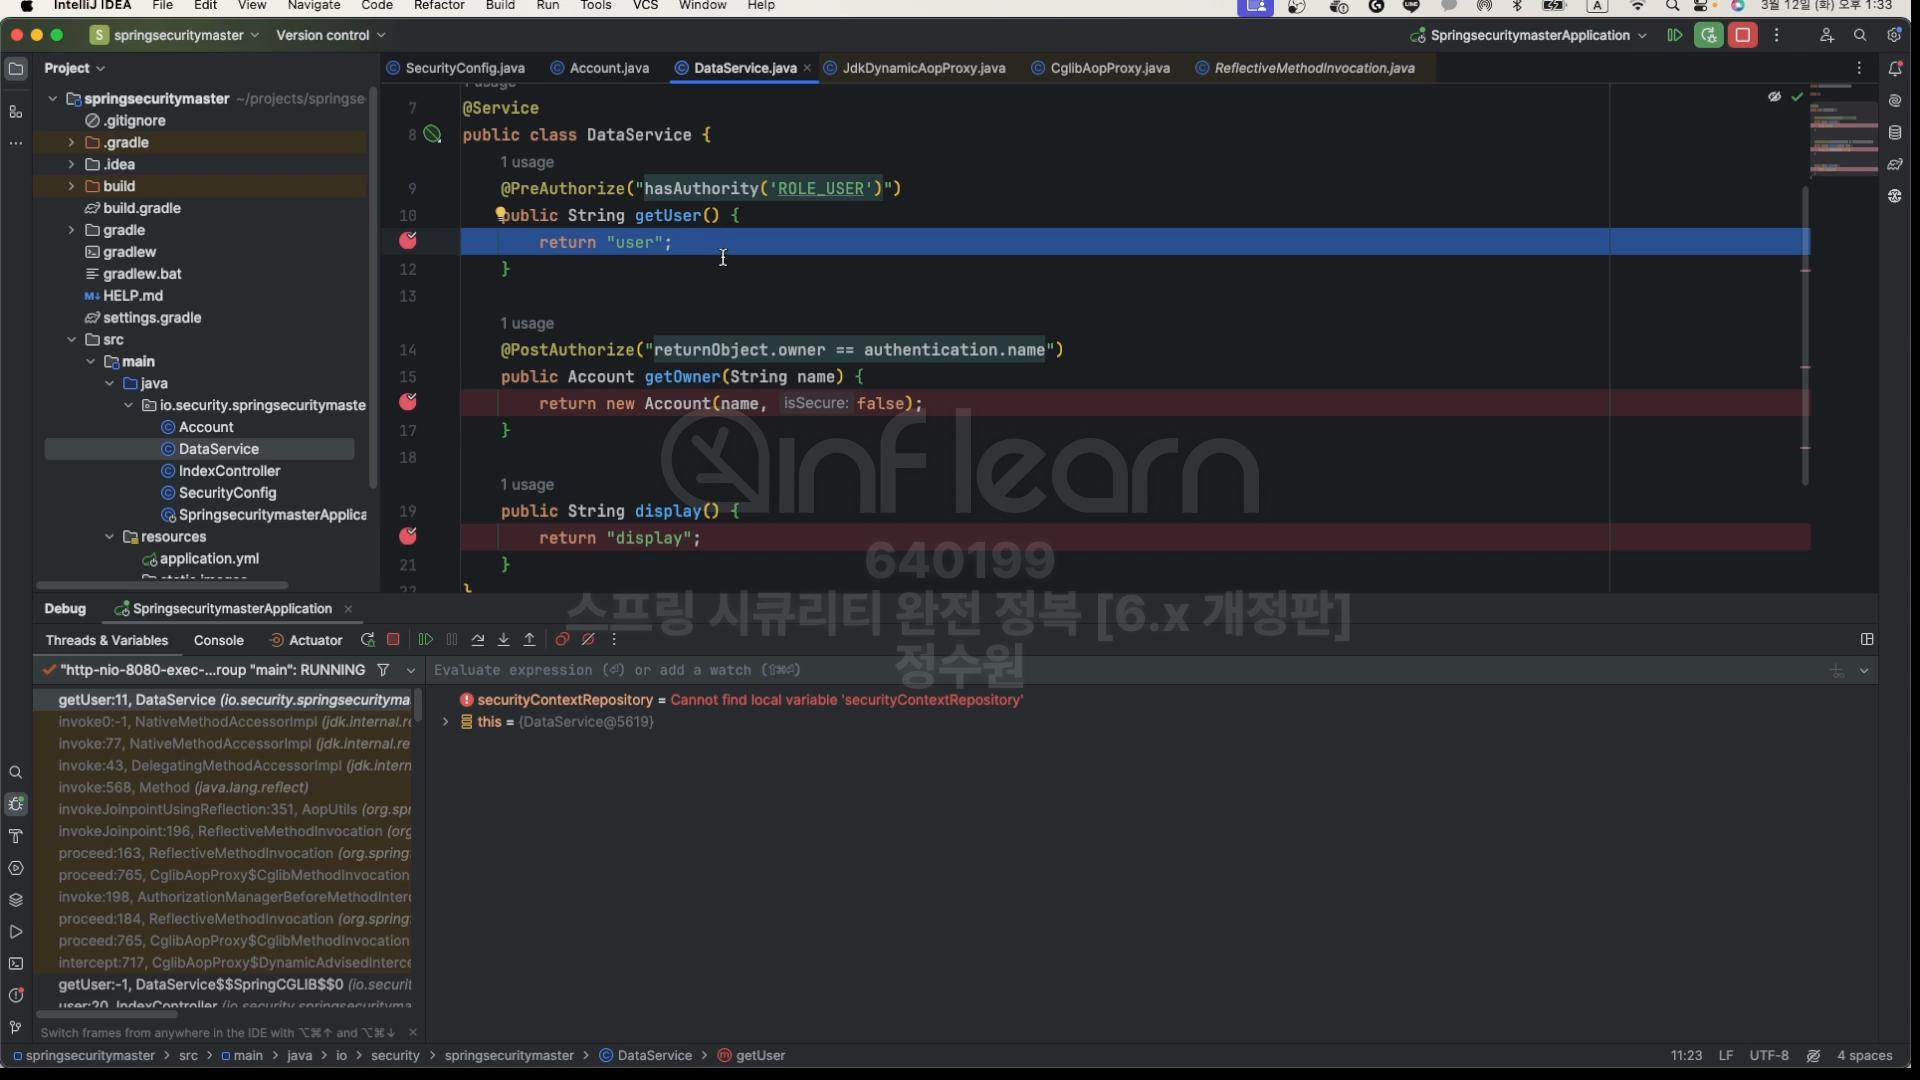 IntelliJ IDEA File Edit View Navigate Code Refactor Build Run Tools VCS Window Help A 3월 12일 (화) 오후 1:33
S springsecuritymaster Version control SpringsecuritymasterApplication
Project SecurityConfig.java Account.java DataService.java JdkDynamicAopProxy.java CglibAopProxy.java ReflectiveMethodInvocation.java
springsecuritymaster ~/projects/springse
.gitignore
.gradle
.idea
build
build.gradle
gradle
gradlew
gradlew.bat
HELP.md
settings.gradle
src
main
java
io.security.springsecuritymaste
Account
DataService
IndexController
SecurityConfig
SpringsecuritymasterApplica
resources
application.yml
static.images
1 usage
7 @Service
8 public class DataService {
1 usage
9 @PreAuthorize("hasAuthority('ROLE_USER')")
10 public String getUser() {
return "user";
12 }
13
1 usage
14 @PostAuthorize("returnObject.owner == authentication.name")
15 public Account getOwner(String name) {
return new Account(name, isSecure: false);
17 }
18
1 usage
19 public String display() {
return "display";
21 }
22 }
inflearn
640199
스프링 시큐리티 완전 정복 [6.x 개정판]
정수원
Debug SpringsecuritymasterApplication
Threads & Variables Console Actuator
"http-nio-8080-exec-...roup "main": RUNNING
Evaluate expression (⏎) or add a watch (⇧⌘⏎)
getUser:11, DataService (io.security.springsecurityma
invoke0:-1, NativeMethodAccessorImpl (jdk.internal.re
invoke:77, NativeMethodAccessorImpl (jdk.internal.re
invoke:43, DelegatingMethodAccessorImpl (jdk.intern
invoke:568, Method (java.lang.reflect)
invokeJoinpointUsingReflection:351, AopUtils (org.spr
invokeJoinpoint:196, ReflectiveMethodInvocation (org
proceed:163, ReflectiveMethodInvocation (org.spring
proceed:765, CglibAopProxy$CglibMethodInvocation
invoke:198, AuthorizationManagerBeforeMethodInterc
proceed:184, ReflectiveMethodInvocation (org.spring
proceed:765, CglibAopProxy$CglibMethodInvocation
intercept:717, CglibAopProxy$DynamicAdvisedInterce
getUser:-1, DataService$$SpringCGLIB$$0 (io.securit
user:20, IndexController (io.security.springsecurityma
securityContextRepository = Cannot find local variable 'securityContextRepository'
this = {DataService@5619}
Switch frames from anywhere in the IDE with ⌥⌘↑ and ⌥⌘↓
springsecuritymaster > src > main > java > io > security > springsecuritymaster > DataService > getUser 11:23 LF UTF-8 4 spaces